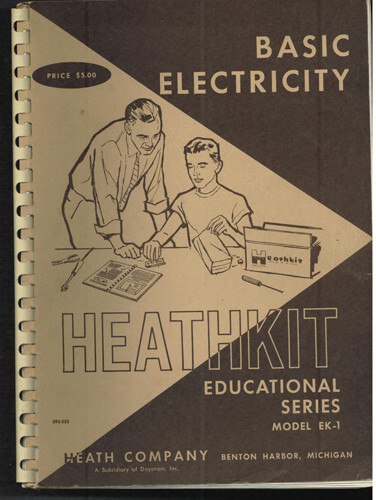 BASIC
ELECTRICITY
PRICE $5.00
Heathkit
HEATHKIT
EDUCATIONAL
SERIES
MODEL EK-1
HEATH COMPANY BENTON HARBOR, MICHIGAN
A Subsidiary of Daystrom, Inc.